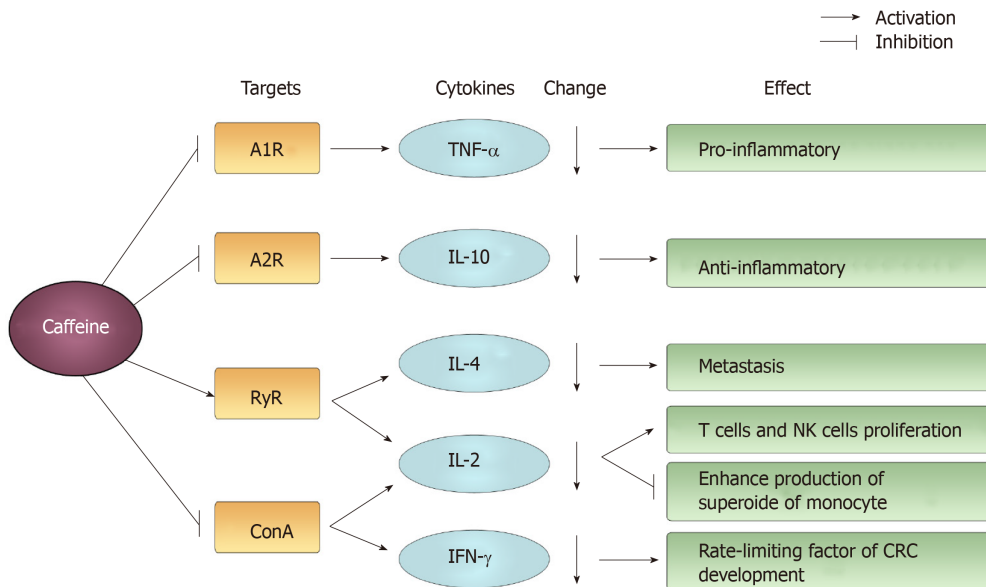 Activation
Inhibition
Targets Cytokines Change Effect
A1R TNF-α Pro-inflammatory
A2R IL-10 Anti-inflammatory
Caffeine
RyR IL-4 Metastasis
IL-2 T cells and NK cells proliferation
Enhance production of
superoide of monocyte
ConA IFN-γ Rate-limiting factor of CRC
development